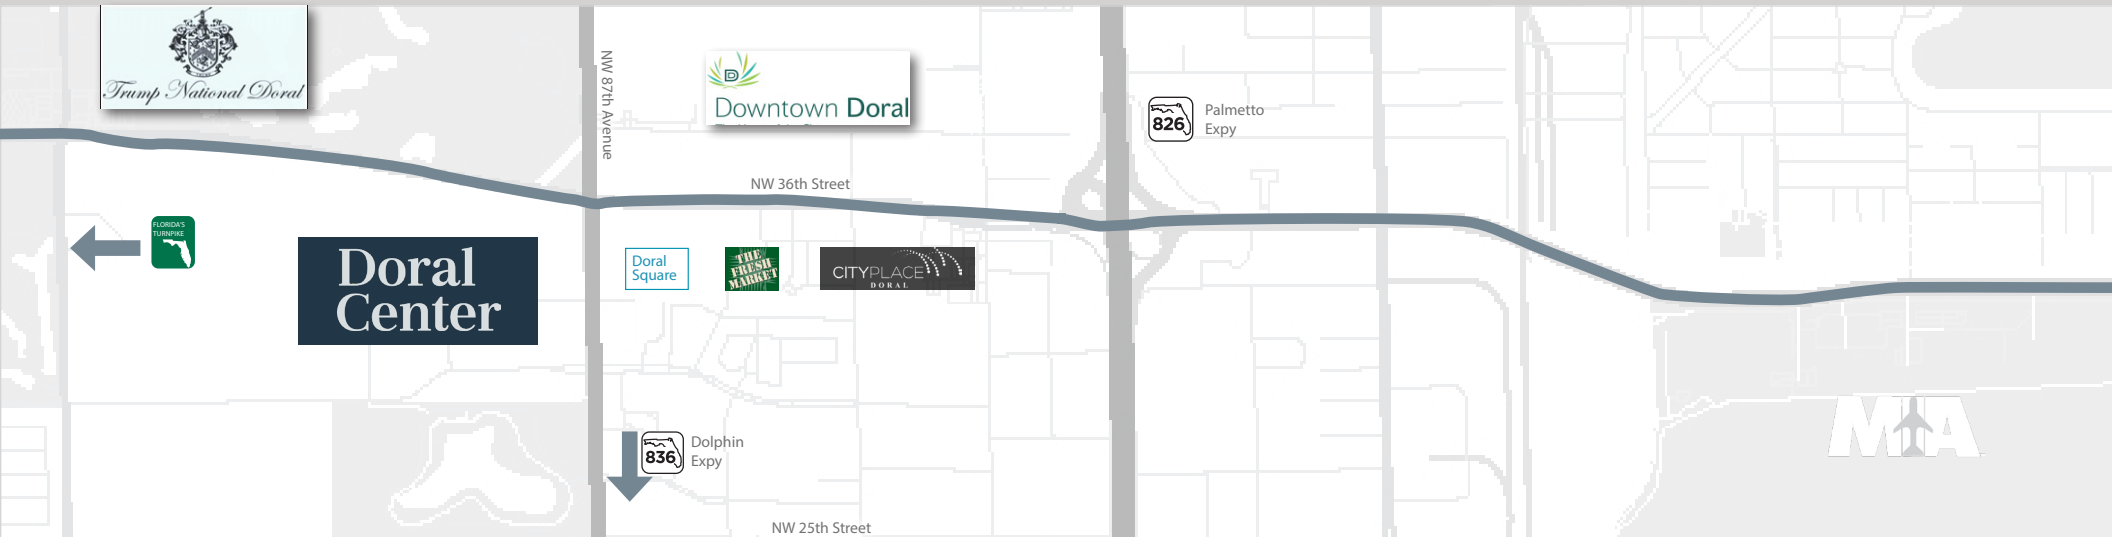 Trump National Doral
NW 87th Avenue
D
Downtown Doral
826
Palmetto
Expy
NW 36th Street
FLORIDA'S
TURNPIKE
Doral
Center
Doral
Square
THE
FRESH
MARKET
CITYPLACE
DORAL
MIA
836
Dolphin
Expy
NW 25th Street